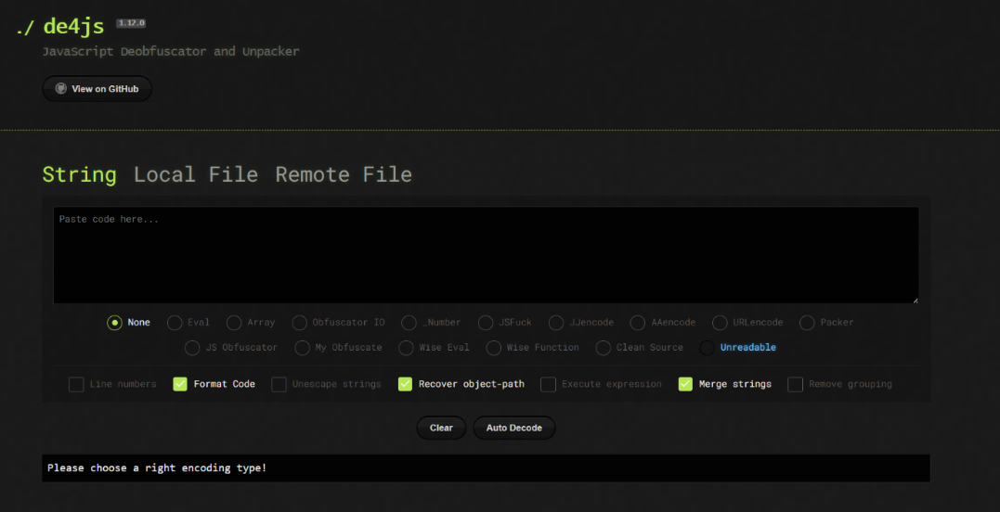 ./ de4js 1.12.0
JavaScript Deobfuscator and Unpacker
View on GitHub
String Local File Remote File
Paste code here...
None Eval Array Obfuscator IO _Number JSFuck JJencode AAencode URLencode Packer
JS Obfuscator My Obfuscate Wise Eval Wise Function Clean Source Unreadable
Line numbers Format Code Unescape strings Recover object-path Execute expression Merge strings Remove grouping
Clear Auto Decode
Please choose a right encoding type!